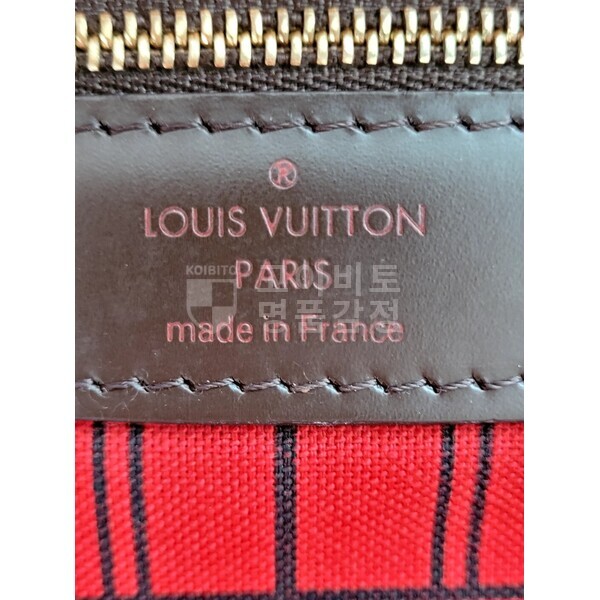 ®
LOUIS VUITTON
PARIS
made in France
KOIBITO
코이비토
명품감정